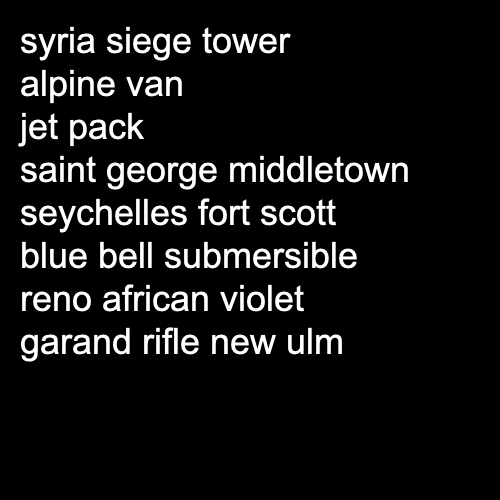 syria siege tower
alpine van
jet pack
saint george middletown
seychelles fort scott
blue bell submersible
reno african violet
garand rifle new ulm